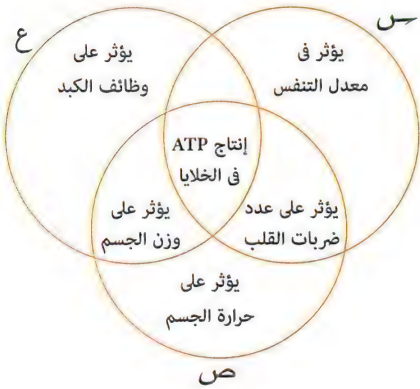 س
ع
يؤثر فى
معدل التنفس
يؤثر على
وظائف الكبد
إنتاج ATP
فى الخلايا
يؤثر على عدد
ضربات القلب
يؤثر على
وزن الجسم
يؤثر على
حرارة الجسم
ص